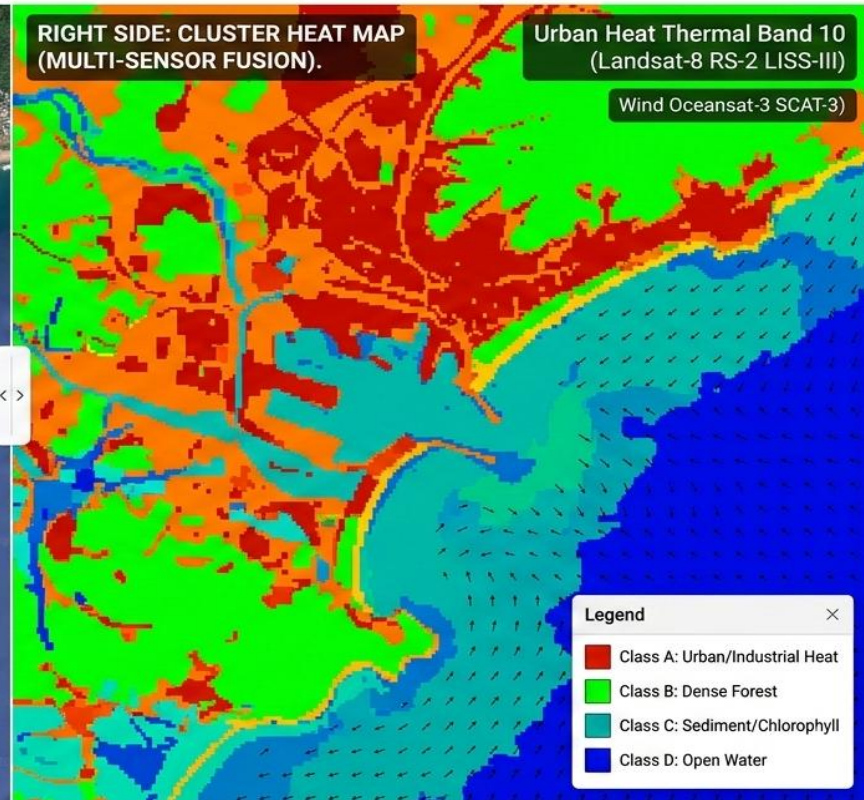 RIGHT SIDE: CLUSTER HEAT MAP
(MULTI-SENSOR FUSION).
Urban Heat Thermal Band 10
(Landsat-8 RS-2 LISS-III)
Wind Oceansat-3 SCAT-3)
Legend
Class A: Urban/Industrial Heat
Class B: Dense Forest
Class C: Sediment/Chlorophyll
Class D: Open Water